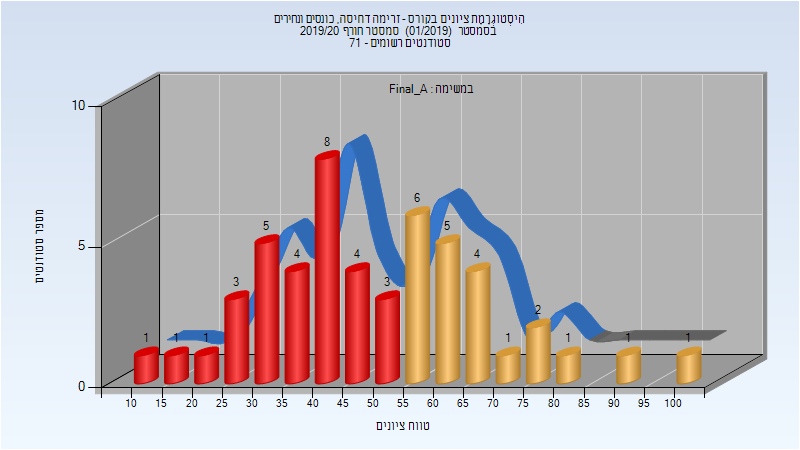 הִיסְטוֹגְרָמַת ציונים בקורס - זרימה דחיסה, כונסים ונחירים
בסמסטר (01/2019) סמסטר חורף 2019/20
סטודנטים רשומים - 71
במשימה : Final_A
10
5
0
מספר סטודנטים
1 1 1 3 5 4 8 4 3 6 5 4 1 2 1 1 1
10 15 20 25 30 35 40 45 50 55 60 65 70 75 80 85 90 95 100
טווח ציונים